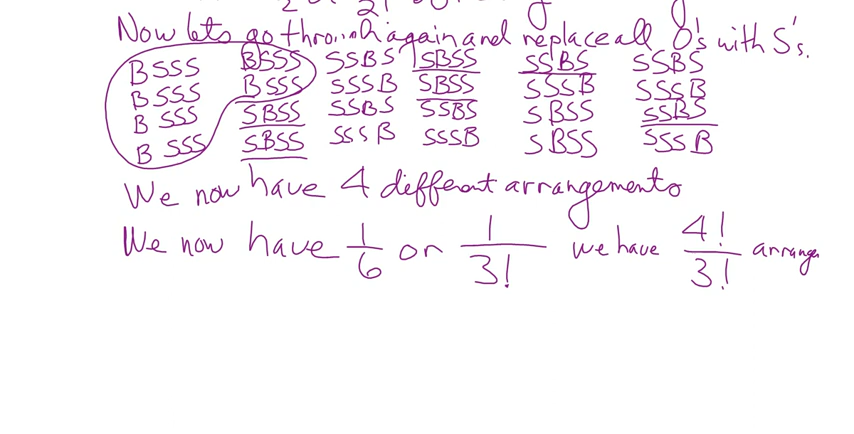 2 2!
Now lets go through again and replace all O's with S's.
BSSS BSSS SSBS SBSS SSBS SSBS
BSSS BSSS SSSB SBSS SSSB SSSB
BSSS SBSS SSBS SSBS SBSS SSBS
BSSS SBSS SSSB SSSB SBSS SSSB
We now have 4 different arrangements
We now have 1/6 or 1/3! we have 4!/3! arrange